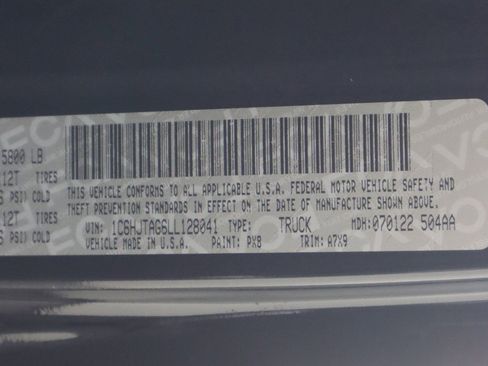 5800 LB
12T TIRES
PSI) COLD
12T TIRES
PSI) COLD
THIS VEHICLE CONFORMS TO ALL APPLICABLE U.S.A. FEDERAL MOTOR VEHICLE SAFETY AND
THEFT PREVENTION STANDARDS IN EFFECT ON THE DATE OF MANUFACTURE SHOWN ABOVE.
VIN: 1C6HJTAG6LL128041 TYPE: TRUCK MDH: 070122 504AA
VEHICLE MADE IN U.S.A. PAINT: PX8 TRIM: A7X9